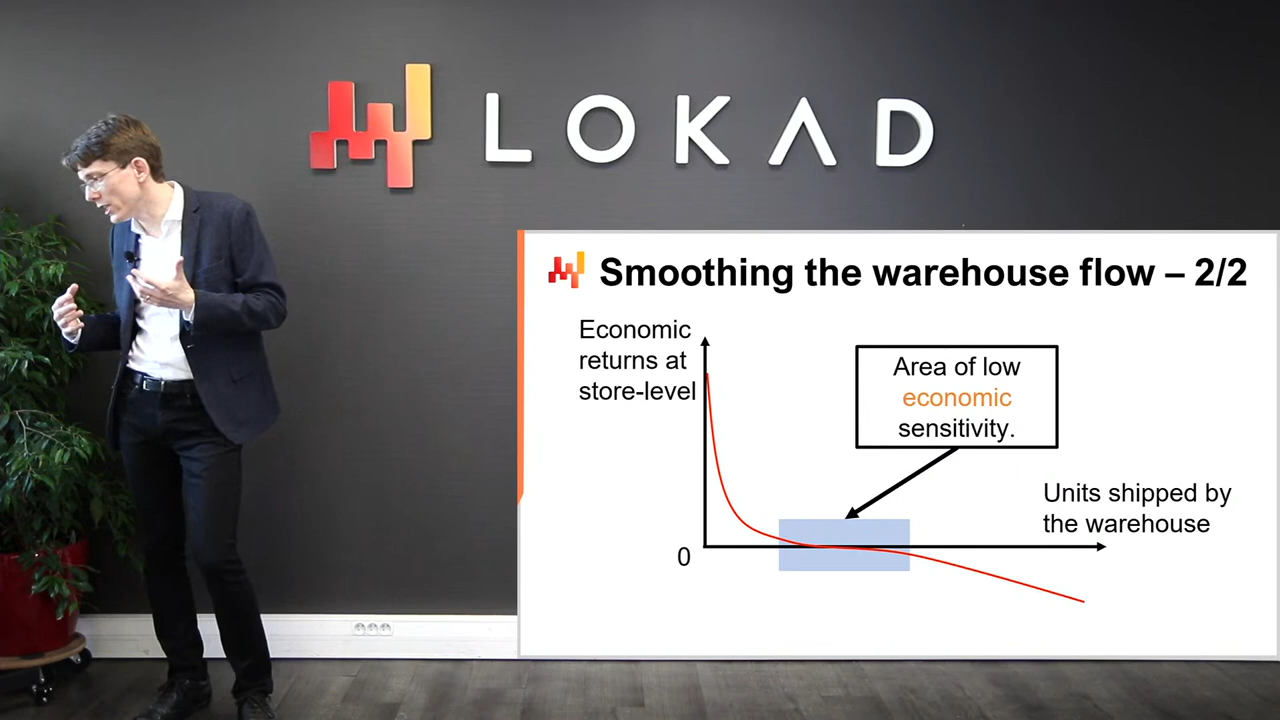 LOKAD
Smoothing the warehouse flow – 2/2
Economic
returns at
store-level
Area of low
economic
sensitivity.
Units shipped by
the warehouse
0